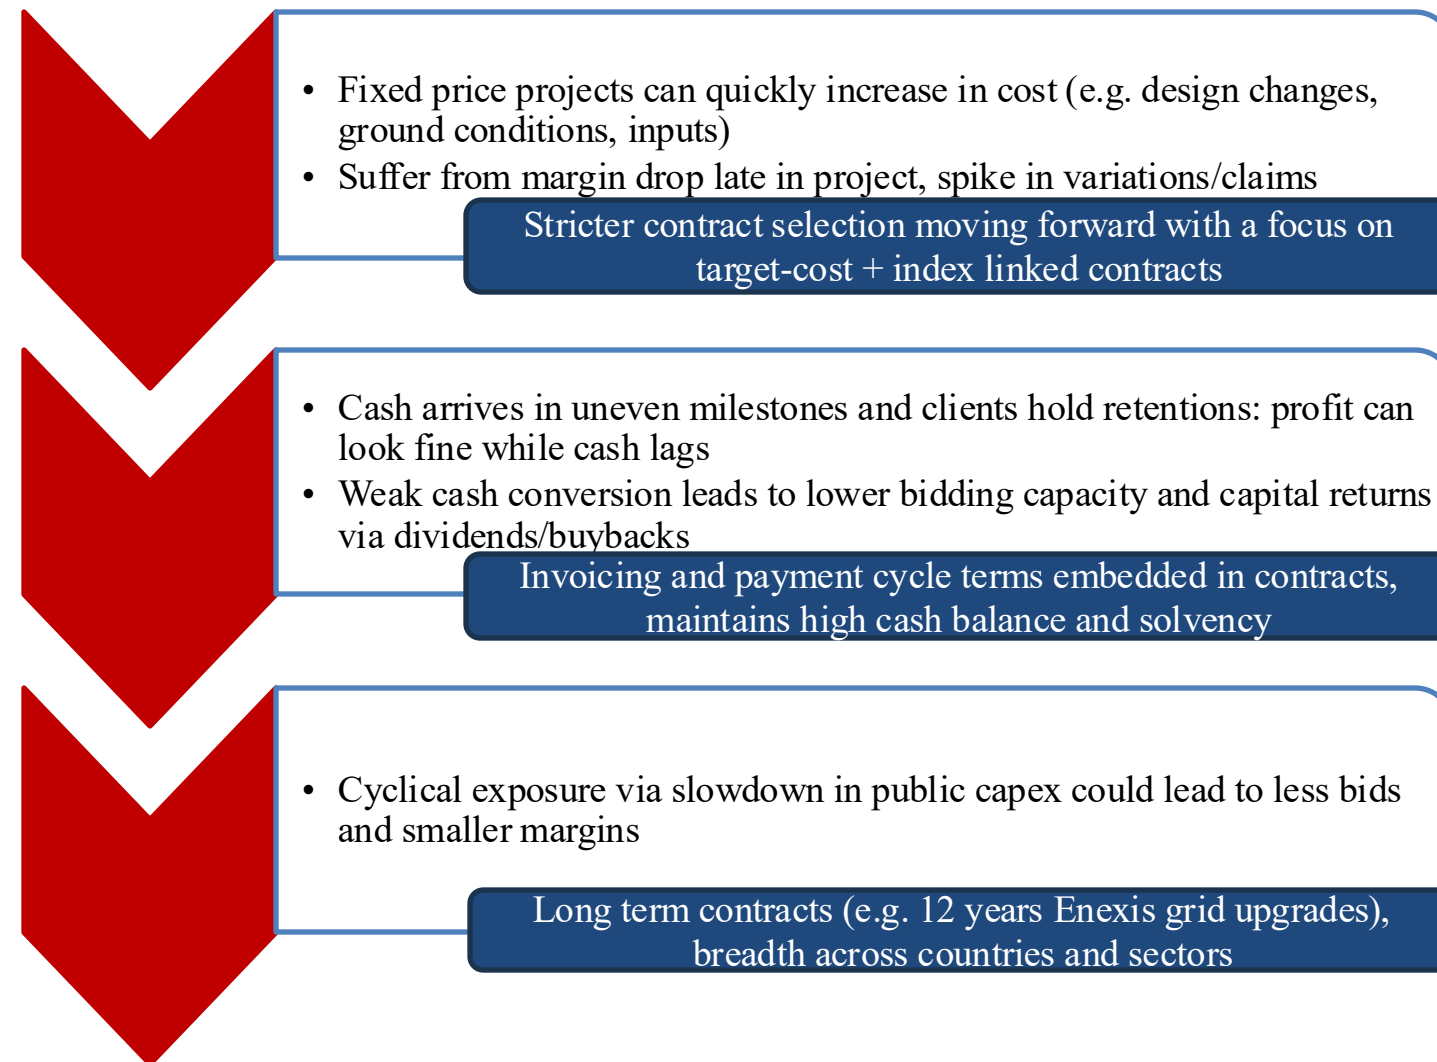 • Fixed price projects can quickly increase in cost (e.g. design changes,
ground conditions, inputs)
• Suffer from margin drop late in project, spike in variations/claims
Stricter contract selection moving forward with a focus on
target-cost + index linked contracts
• Cash arrives in uneven milestones and clients hold retentions: profit can
look fine while cash lags
• Weak cash conversion leads to lower bidding capacity and capital returns
via dividends/buybacks
Invoicing and payment cycle terms embedded in contracts,
maintains high cash balance and solvency
• Cyclical exposure via slowdown in public capex could lead to less bids
and smaller margins
Long term contracts (e.g. 12 years Enexis grid upgrades),
breadth across countries and sectors